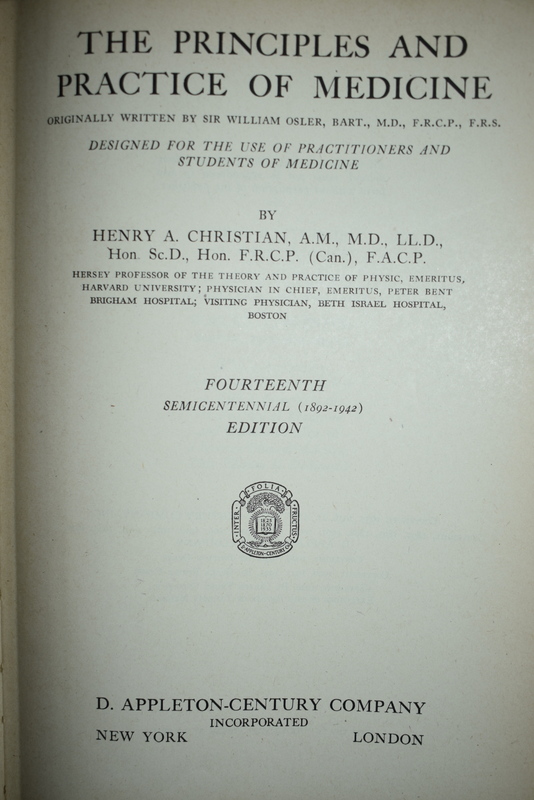 THE PRINCIPLES AND
PRACTICE OF MEDICINE
ORIGINALLY WRITTEN BY SIR WILLIAM OSLER, BART., M.D., F.R.C.P., F.R.S.
DESIGNED FOR THE USE OF PRACTITIONERS AND
STUDENTS OF MEDICINE
BY
HENRY A. CHRISTIAN, A.M., M.D., LL.D.,
Hon. Sc.D., Hon. F.R.C.P. (Can.), F.A.C.P.
HERSEY PROFESSOR OF THE THEORY AND PRACTICE OF PHYSIC, EMERITUS,
HARVARD UNIVERSITY; PHYSICIAN IN CHIEF, EMERITUS, PETER BENT
BRIGHAM HOSPITAL; VISITING PHYSICIAN, BETH ISRAEL HOSPITAL,
BOSTON
FOURTEENTH
SEMICENTENNIAL (1892-1942)
EDITION
INTER FOLIA FRUCTUS
D. APPLETON-CENTURY CO
D. APPLETON-CENTURY COMPANY
INCORPORATED
NEW YORK LONDON